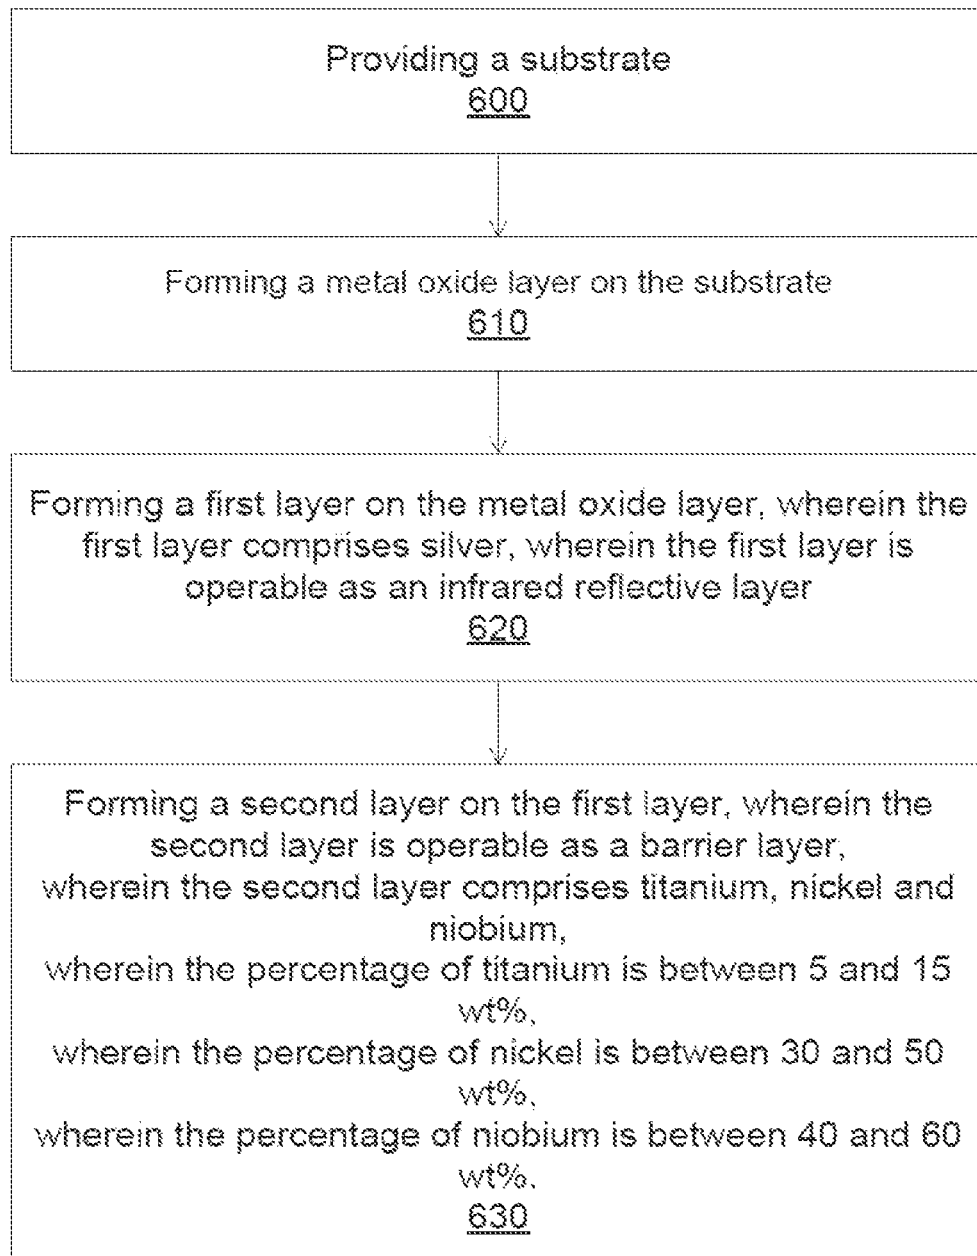 Providing a substrate
600
Forming a metal oxide layer on the substrate
610
Forming a first layer on the metal oxide layer, wherein the
first layer comprises silver, wherein the first layer is
operable as an infrared reflective layer
620
Forming a second layer on the first layer, wherein the
second layer is operable as a barrier layer,
wherein the second layer comprises titanium, nickel and
niobium,
wherein the percentage of titanium is between 5 and 15
wt%,
wherein the percentage of nickel is between 30 and 50
wt%,
wherein the percentage of niobium is between 40 and 60
wt%.
630